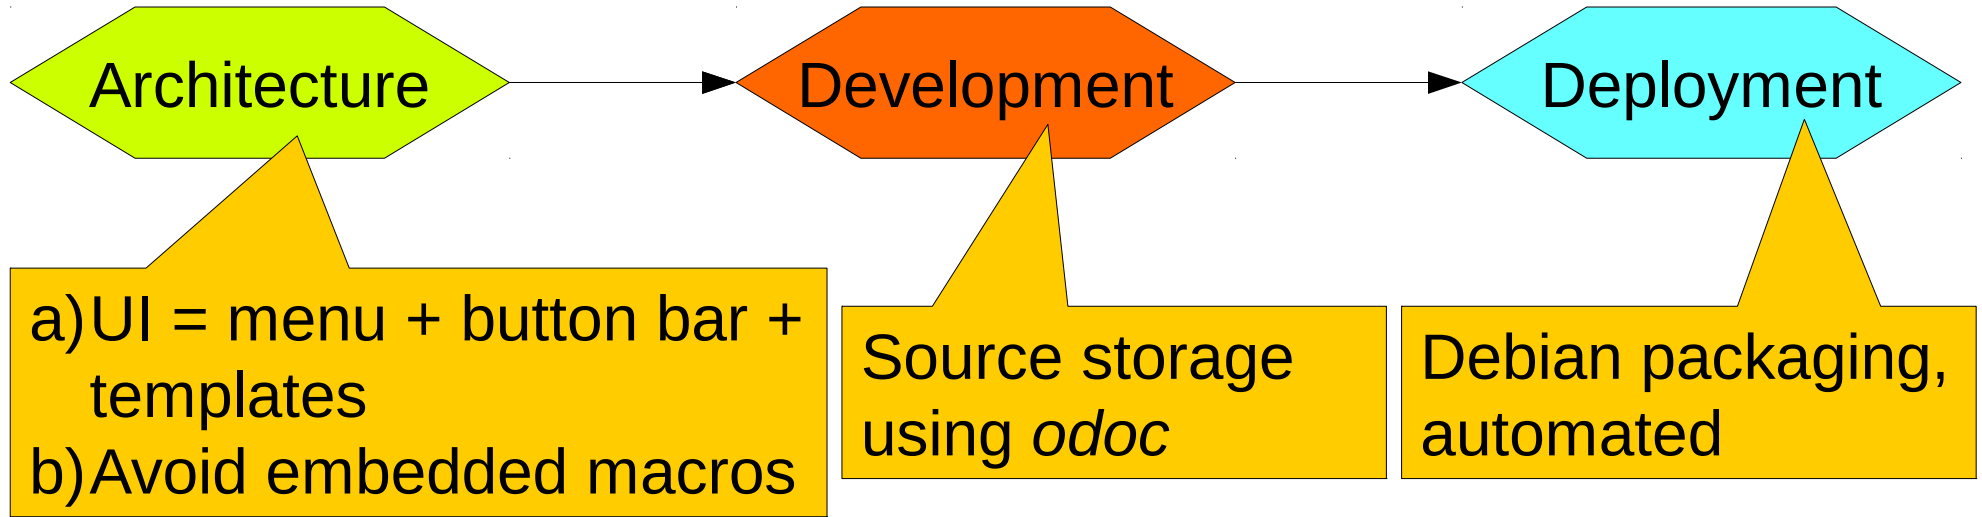 Architecture
Development
Deployment
a)UI = menu + button bar +
templates
b)Avoid embedded macros
Source storage
using odoc
Debian packaging,
automated